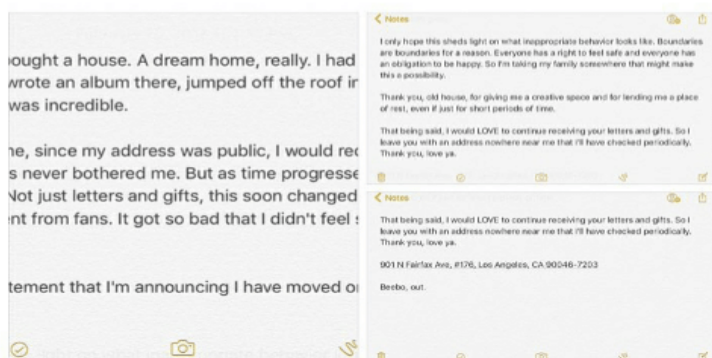 ought a house. A dream home, really. I had
wrote an album there, jumped off the roof in
was incredible.
ne, since my address was public, I would rec
s never bothered me. But as time progresse
Not just letters and gifts, this soon changed
nt from fans. It got so bad that I didn't feel
tement that I'm announcing I have moved o
Notes
I only hope this sheds light on what inappropriate behavior looks like. Boundaries
are boundaries for a reason. Everyone has a right to feel safe and everyone has
an obligation to be happy. So I'm taking my family somewhere that might make
this a possibility.
Thank you, old house, for giving me a creative space and for lending me a place
of rest, even if just for short periods of time.
That being said, I would LOVE to continue receiving your letters and gifts. So I
leave you with an address nowhere near me that I'll have checked periodically.
Thank you, love ya.
Notes
That being said, I would LOVE to continue receiving your letters and gifts. So I
leave you with an address nowhere near me that I'll have checked periodically.
Thank you, love ya.
901 N Fairfax Ave, #176, Los Angeles, CA 90046-7203
Beebo, out.